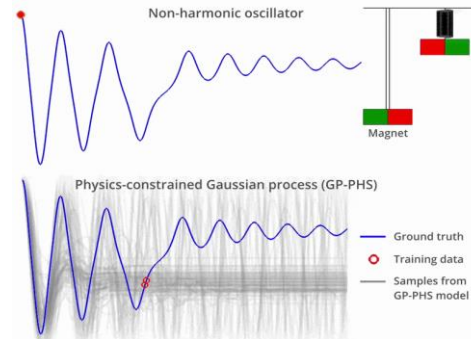 Non-harmonic oscillator
Magnet
Physics-constrained Gaussian process (GP-PHS)
Ground truth
Training data
Samples from
GP-PHS model